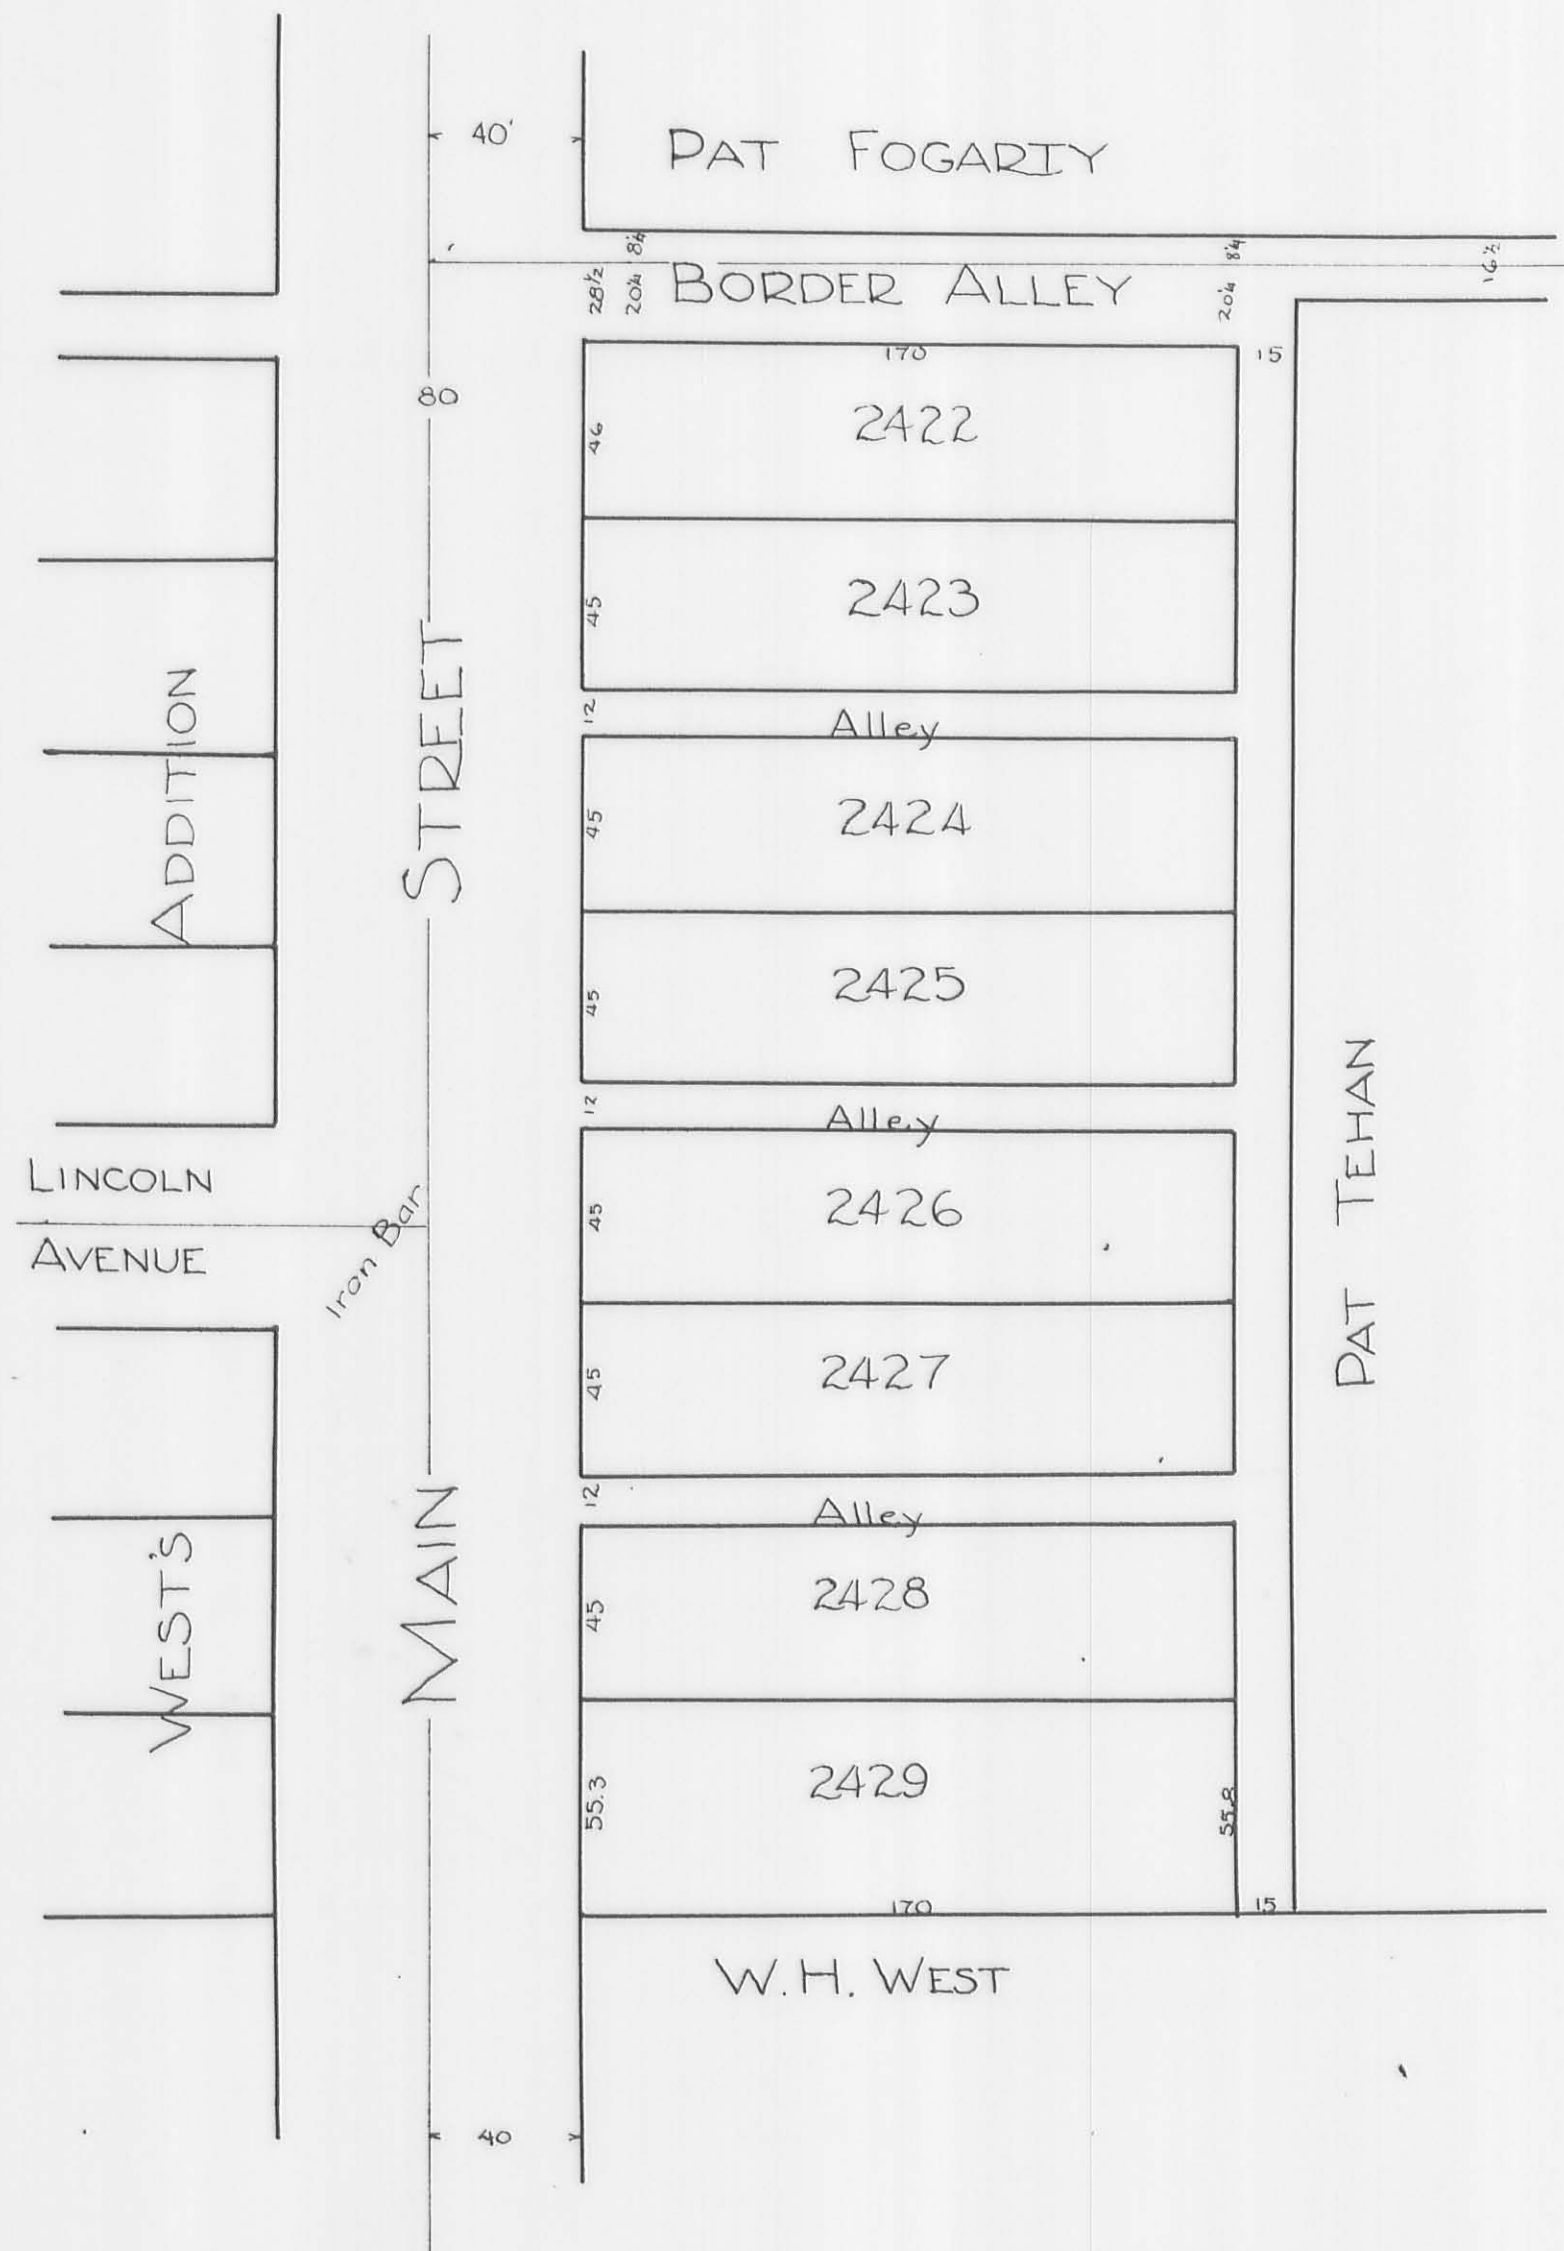 40'
PAT FOGARTY
8¼
8¼
16½
28½
20¼
BORDER ALLEY
20¼
170
15
80
46
2422
45
2423
12
Alley
45
2424
45
2425
12
Alley
45
2426
45
2427
12
Alley
45
2428
55.3
2429
55.8
170
15
MAIN STREET
WEST'S ADDITION
LINCOLN
AVENUE
Iron Bar
PAT TEHAN
W. H. WEST
40